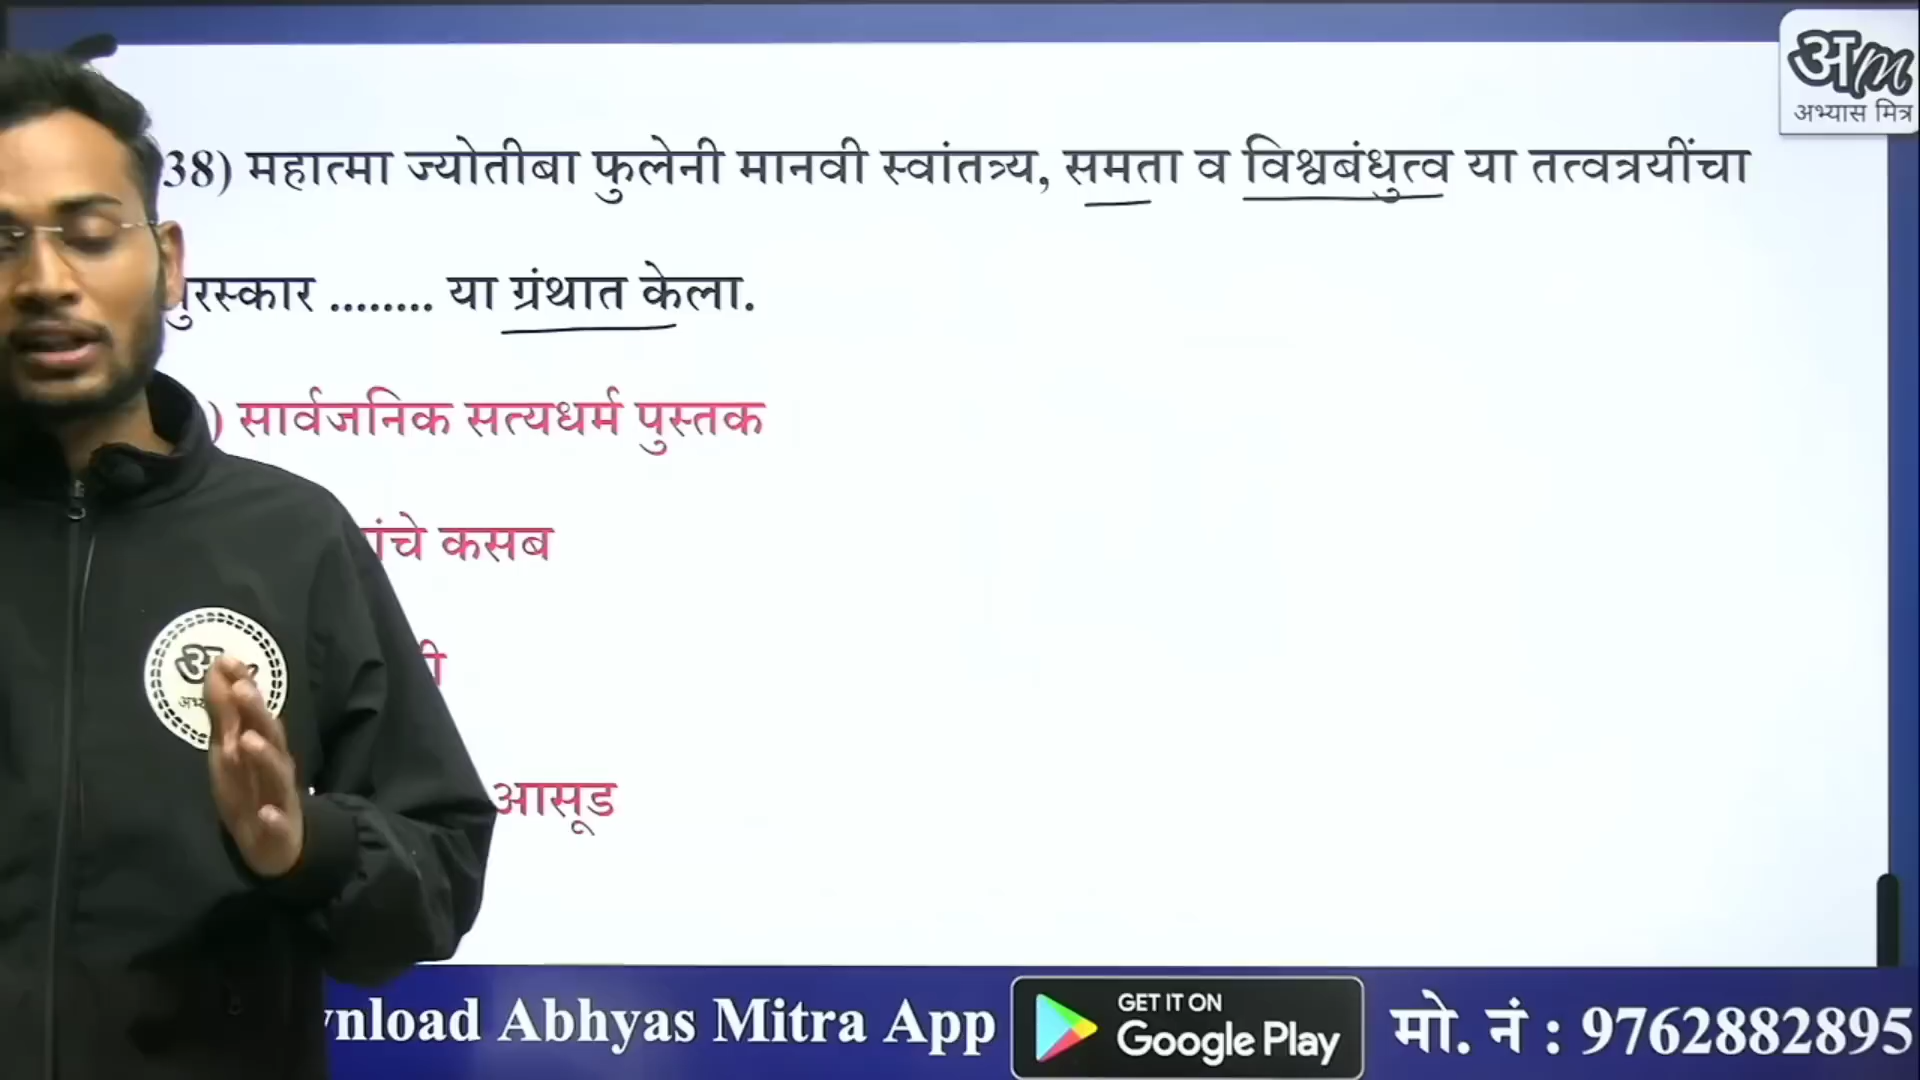 अm
अभ्यास मित्र
38) महात्मा ज्योतीबा फुलेनी मानवी स्वांतत्र्य, समता व विश्वबंधुत्व या तत्वत्रयींचा
पुरस्कार ........ या ग्रंथात केला.
) सार्वजनिक सत्यधर्म पुस्तक
कसब
आसूड
Abhyas Mitra App
GET IT ON
Google Play
मो. नं : 9762882895